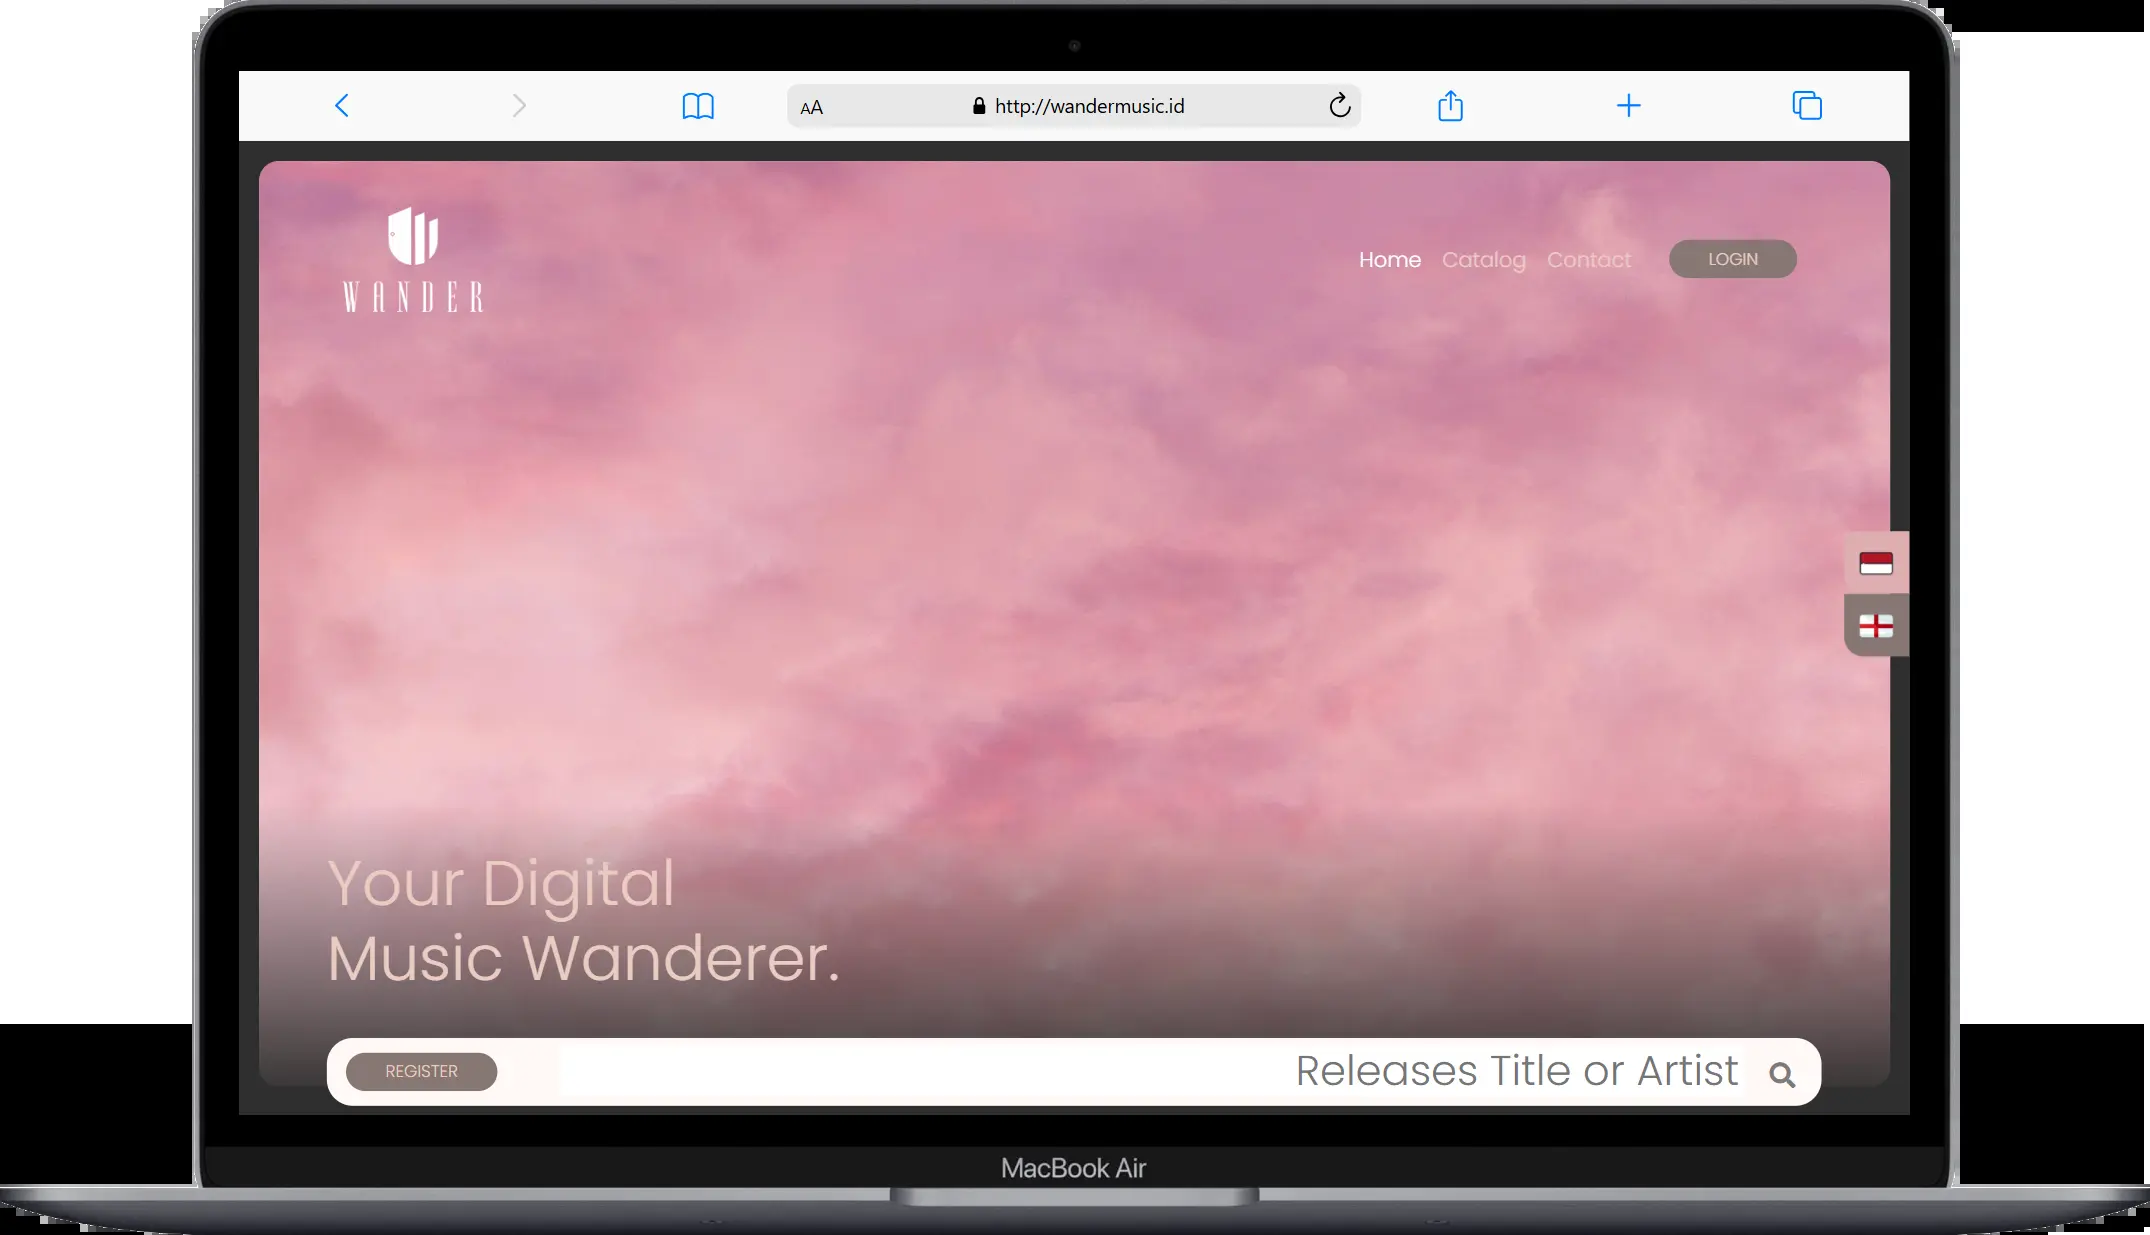 AA
http://wandermusic.id
WANDER
Home Catalog Contact LOGIN
Your Digital
Music Wanderer.
REGISTER
Releases Title or Artist
MacBook Air